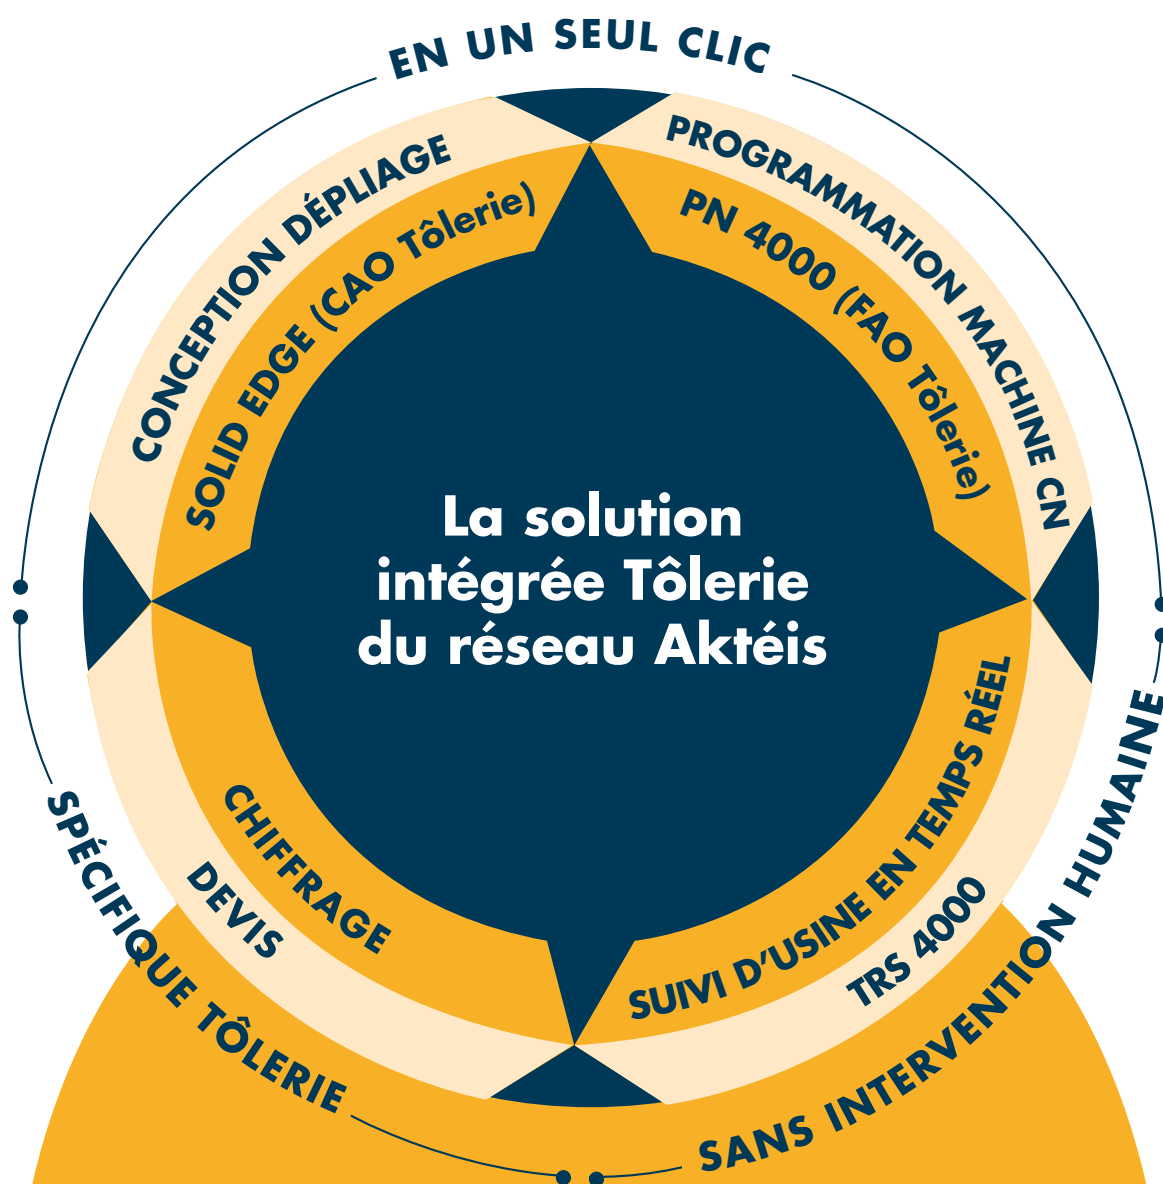 EN UN SEUL CLIC
CONCEPTION DÉPLIAGE
SOLID EDGE (CAO Tôlerie)
PROGRAMMATION MACHINE CN
PN 4000 (FAO Tôlerie)
La solution
intégrée Tôlerie
du réseau Aktéis
CHIFFRAGE
DEVIS
SPÉCIFIQUE TÔLERIE
SUIVI D’USINE EN TEMPS RÉEL
TRS 4000
SANS INTERVENTION HUMAINE